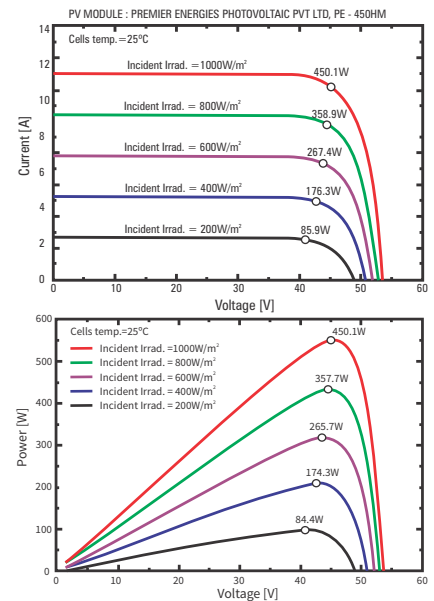 PV MODULE : PREMIER ENERGIES PHOTOVOLTAIC PVT LTD, PE - 450HM
14
12
10
8
6
4
2
0
Current [A]
Cells temp.=25°C
Incident Irrad. = 1000W/m²
450.1W
Incident Irrad. = 800W/m²
358.9W
Incident Irrad. = 600W/m²
267.4W
Incident Irrad. = 400W/m²
176.3W
Incident Irrad. = 200W/m²
85.9W
0 10 20 30 40 50 60
Voltage [V]
600
500
400
300
200
100
0
Power [W]
Cells temp.=25°C
Incident Irrad. =1000W/m²
Incident Irrad. = 800W/m²
Incident Irrad. = 600W/m²
Incident Irrad. = 400W/m²
Incident Irrad. = 200W/m²
450.1W
357.7W
265.7W
174.3W
84.4W
0 10 20 30 40 50 60
Voltage [V]